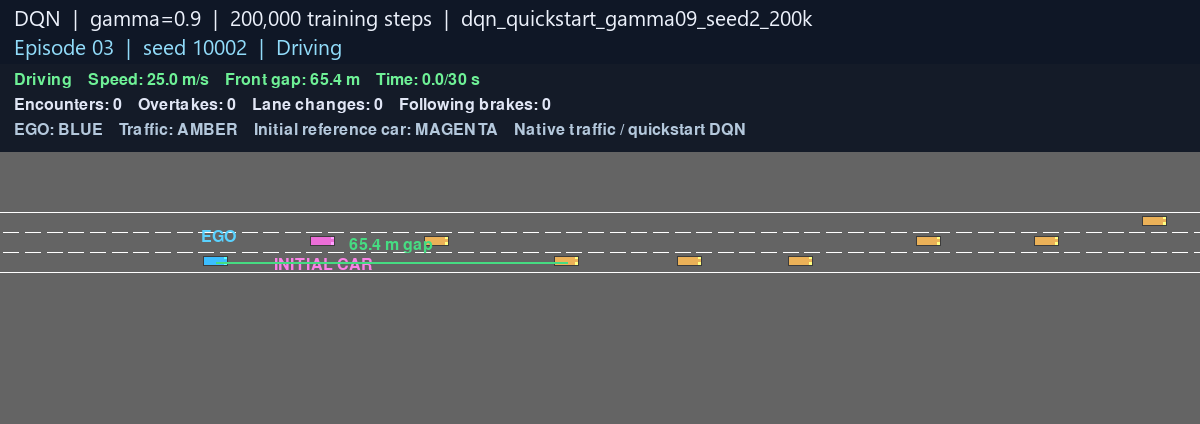 DQN | gamma=0.9 | 200,000 training steps | dqn_quickstart_gamma09_seed2_200k
Episode 03 | seed 10002 | Driving
Driving Speed: 25.0 m/s Front gap: 65.4 m Time: 0.0/30 s
Encounters: 0 Overtakes: 0 Lane changes: 0 Following brakes: 0
EGO: BLUE Traffic: AMBER Initial reference car: MAGENTA Native traffic / quickstart DQN
EGO
65.4 m gap
INITIAL CAR